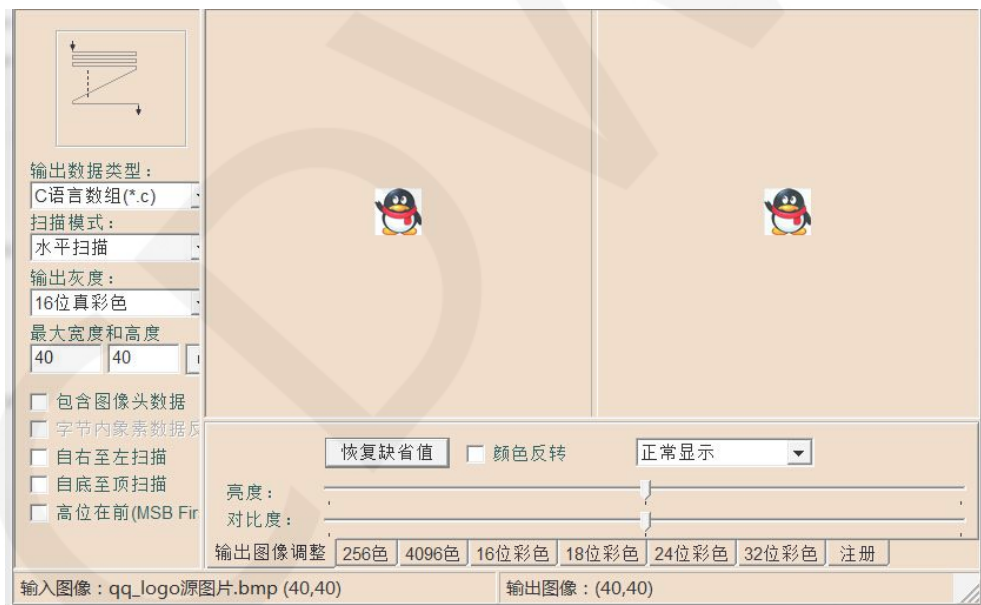 输出数据类型：
C语言数组(*.c)
扫描模式：
水平扫描
输出灰度：
16位真彩色
最大宽度和高度
40 40
包含图像头数据
字节内象素数据反
自右至左扫描
自底至顶扫描
高位在前(MSB Fir
恢复缺省值 颜色反转 正常显示
亮度：
对比度：
输出图像调整 256色 4096色 16位彩色 18位彩色 24位彩色 32位彩色 注册
输入图像：qq_logo源图片.bmp (40,40) 输出图像：(40,40)